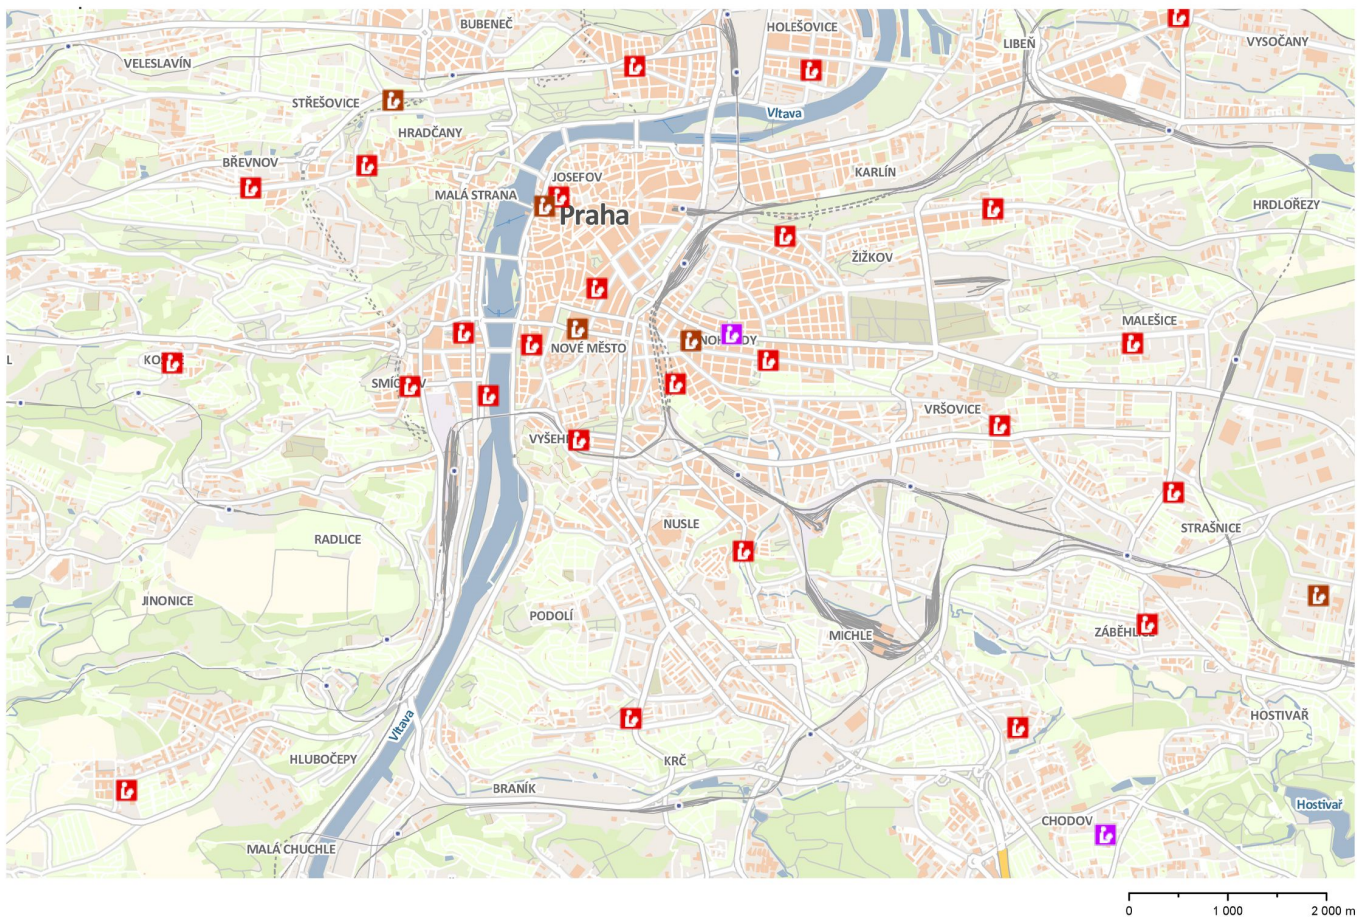 BUBENEČ
HOLEŠOVICE
LIBEŇ
VYSOČANY
VELESLAVÍN
STŘEŠOVICE
Vltava
HRADČANY
BŘEVNOV
KARLÍN
JOSEFOV
MALÁ STRANA
HRDLOŘEZY
Praha
ŽIŽKOV
MALEŠICE
NOVÉ MĚSTO
L
VRŠOVICE
NUSLE
STRAŠNICE
RADLICE
JINONICE
PODOLÍ
MICHLE
HOSTIVAŘ
Vltava
HLUBOČEPY
KRČ
BRANÍK
Hostivař
CHODOV
MALÁ CHUCHLE
0 1 000 2 000 m